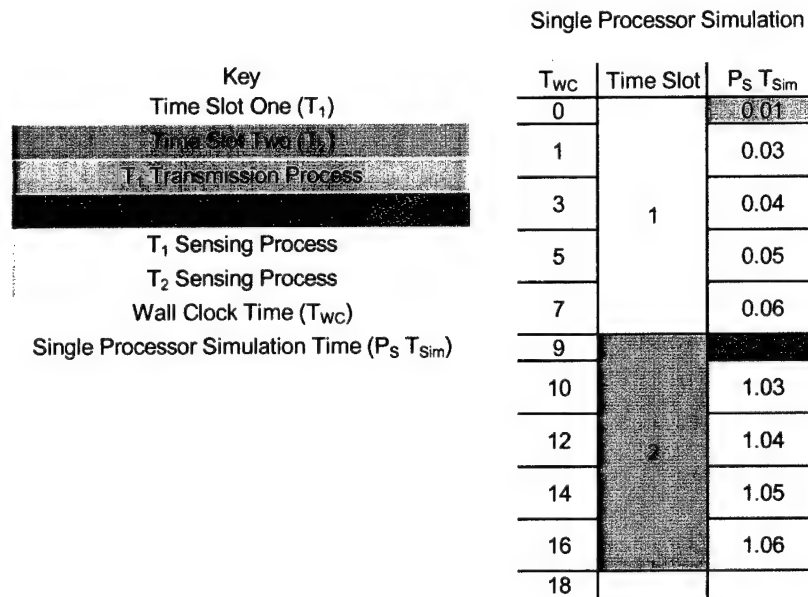 Single Processor Simulation
Key
Time Slot One (T1)
Time Slot Two (T2)
T1 Transmission Process
T1 Sensing Process
T2 Sensing Process
Wall Clock Time (TWC)
Single Processor Simulation Time (PS TSim)
TWC Time Slot PS TSim
0 0.01
1 0.03
3 0.04
1
5 0.05
7 0.06
9
10 1.03
12 1.04
2
14 1.05
16 1.06
18